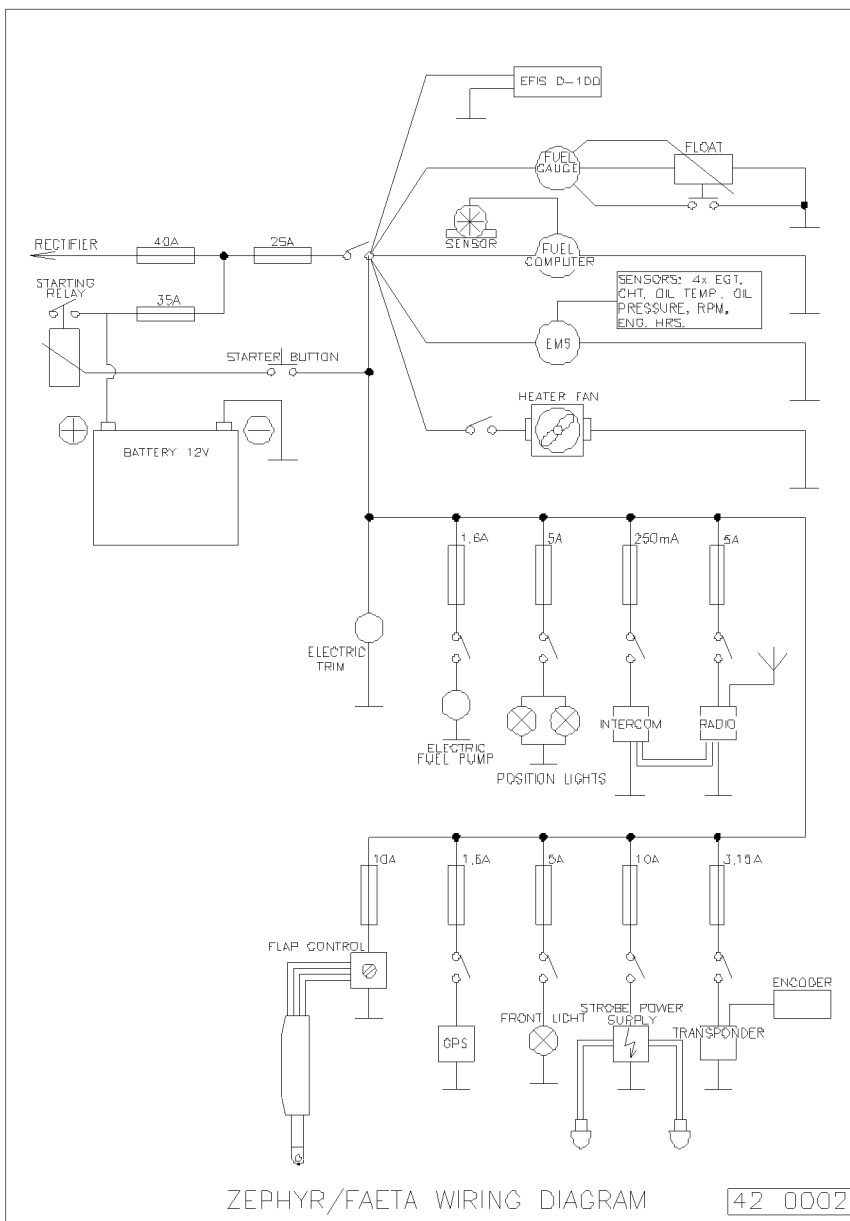 EFIS D-100
FUEL
GAUGE
FLOAT
SENSOR
FUEL
COMPUTER
RECTIFIER
40A
25A
STARTING
RELAY
35A
SENSORS: 4x EGT,
CHT, OIL TEMP, OIL
PRESSURE, RPM,
ENG. HRS.
EMS
STARTER BUTTON
HEATER FAN
BATTERY 12V
1,6A
5A
250mA
5A
ELECTRIC
TRIM
INTERCOM
RADIO
ELECTRIC
FUEL PUMP
POSITION LIGHTS
10A
1,6A
5A
10A
3,15A
FLAP CONTROL
ENCODER
STROBE POWER
SUPPLY
FRONT LIGHT
TRANSPONDER
GPS
ZEPHYR/FAETA WIRING DIAGRAM
42 0002